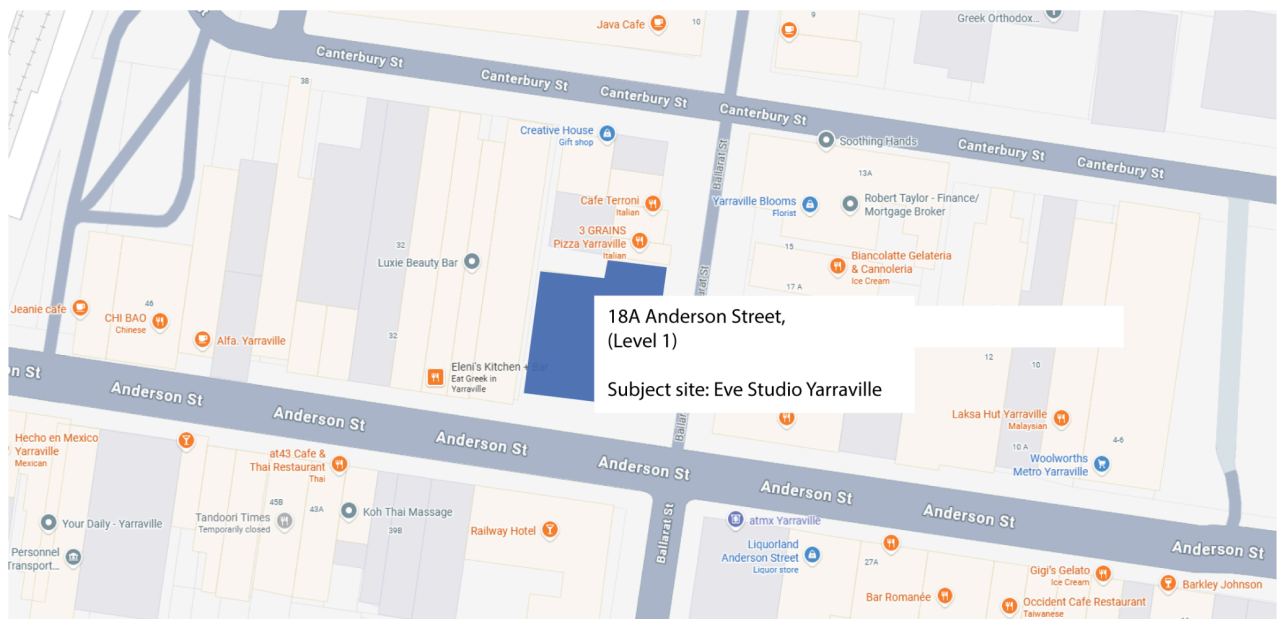 Java Cafe
10
9
Greek Orthodox...
St
Canterbury St
Canterbury St
Canterbury St
Canterbury St
Canterbury St
Canterbury St
38
Creative House
Gift shop
Ballarat St
Soothing Hands
13A
Cafe Terroni
Italian
Yarraville Blooms
Florist
Robert Taylor - Finance/
Mortgage Broker
3 GRAINS
Pizza Yarraville
Italian
32
Luxie Beauty Bar
15
Biancolatte Gelateria
& Cannoleria
Ice Cream
17 A
arat St
46
Jeanie cafe
CHI BAO
Chinese
Alfa. Yarraville
32
18A Anderson Street,
(Level 1)
Subject site: Eve Studio Yarraville
12
10
Eleni's Kitchen + Bar
Eat Greek in
Yarraville
on St
Anderson St
Anderson St
Anderson St
Anderson St
Anderson St
Anderson St
Anderson St
Balla
Laksa Hut Yarraville
Malaysian
10 A
4-6
Woolworths
Metro Yarraville
Hecho en Mexico
Yarraville
Mexican
at43 Cafe &
Thai Restaurant
Thai
45B
43A
Your Daily - Yarraville
Tandoori Times
Temporarily closed
Koh Thai Massage
39B
Railway Hotel
Ballarat St
atmx Yarraville
Liquorland
Anderson Street
Liquor store
27A
Personnel
Transport...
Gigi's Gelato
Ice Cream
Barkley Johnson
Bar Romanée
Occident Cafe Restaurant
Taiwanese